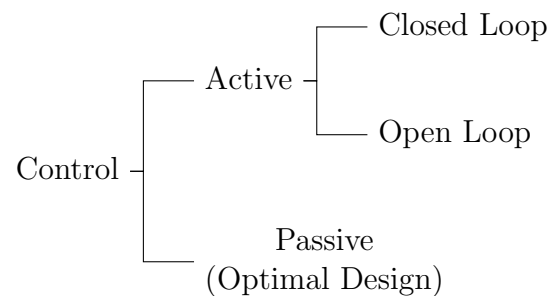 Closed Loop
Active
Open Loop
Control
Passive
(Optimal Design)